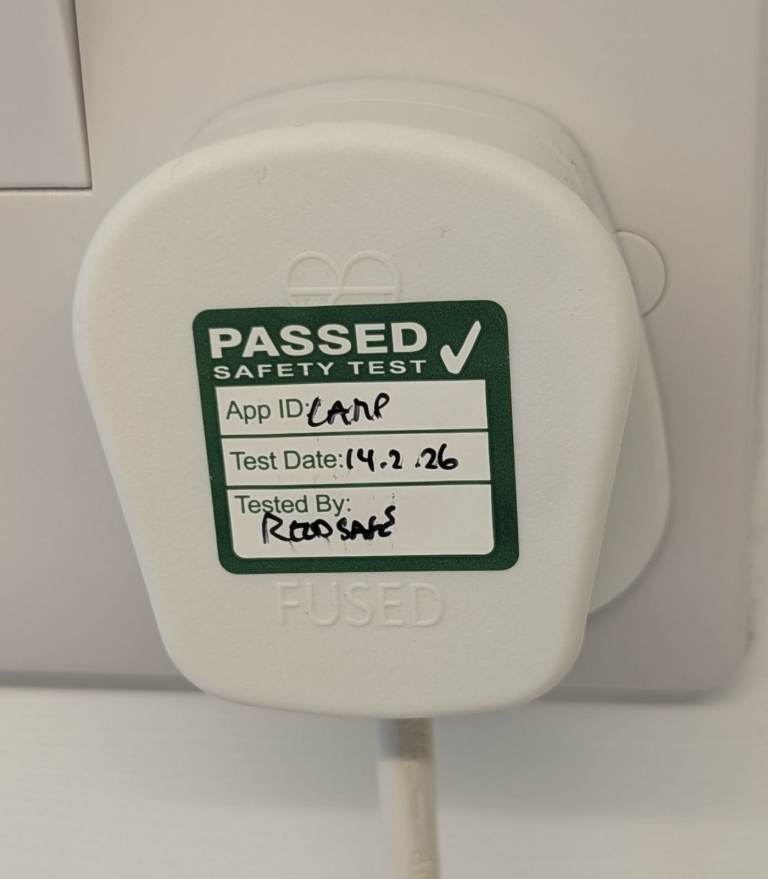 PASSED
SAFETY TEST
App ID: LAMP
Test Date: 14.2.26
Tested By:
FUSED